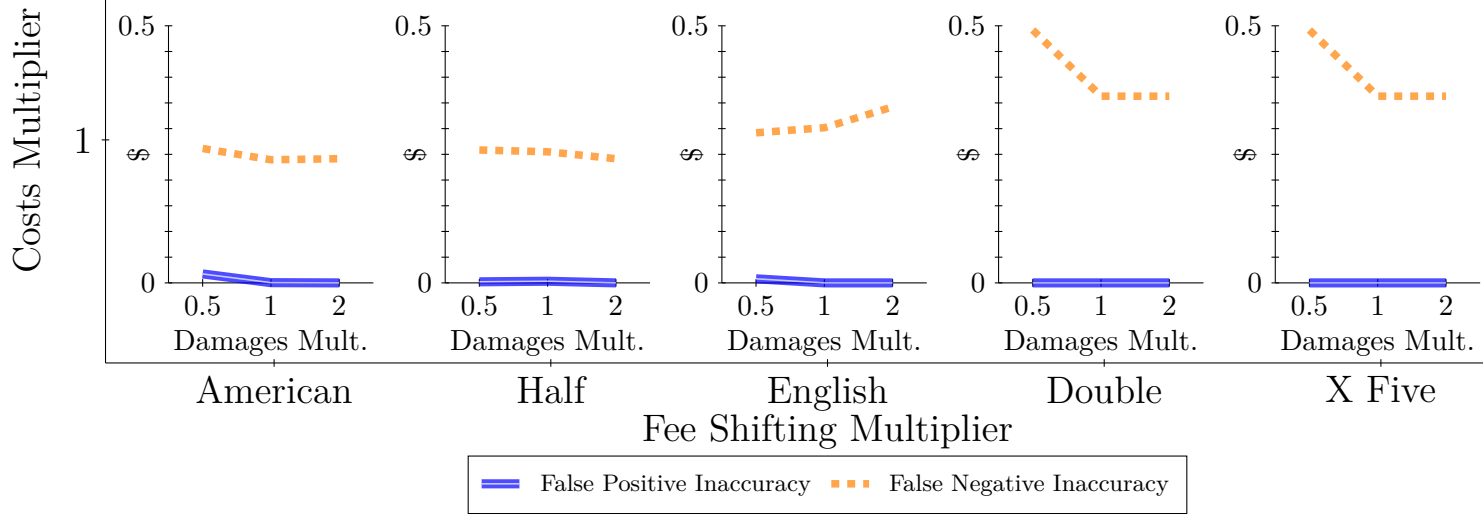 Costs Multiplier
1
0.5
$
0
0.5 1 2
Damages Mult.
0.5
$
0
0.5 1 2
Damages Mult.
0.5
$
0
0.5 1 2
Damages Mult.
0.5
$
0
0.5 1 2
Damages Mult.
0.5
$
0
0.5 1 2
Damages Mult.
American Half English Double X Five
Fee Shifting Multiplier
False Positive Inaccuracy False Negative Inaccuracy